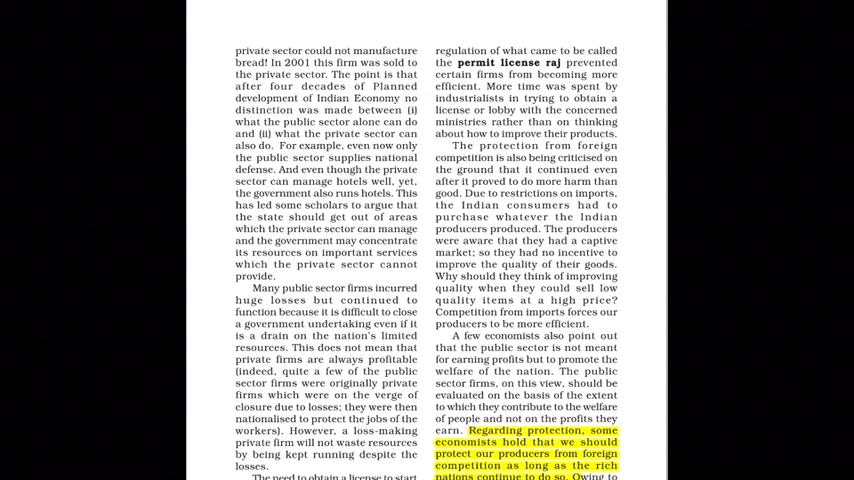 private sector could not manufacture
bread! In 2001 this firm was sold to
the private sector. The point is that
after four decades of Planned
development of Indian Economy no
distinction was made between (i)
what the public sector alone can do
and (ii) what the private sector can
also do. For example, even now only
the public sector supplies national
defense. And even though the private
sector can manage hotels well, yet,
the government also runs hotels. This
has led some scholars to argue that
the state should get out of areas
which the private sector can manage
and the government may concentrate
its resources on important services
which the private sector cannot
provide.
Many public sector firms incurred
huge losses but continued to
function because it is difficult to close
a government undertaking even if it
is a drain on the nation's limited
resources. This does not mean that
private firms are always profitable
(indeed, quite a few of the public
sector firms were originally private
firms which were on the verge of
closure due to losses; they were then
nationalised to protect the jobs of the
workers). However, a loss-making
private firm will not waste resources
by being kept running despite the
losses.
The need to obtain a license to start
regulation of what came to be called
the permit license raj prevented
certain firms from becoming more
efficient. More time was spent by
industrialists in trying to obtain a
license or lobby with the concerned
ministries rather than on thinking
about how to improve their products.
The protection from foreign
competition is also being criticised on
the ground that it continued even
after it proved to do more harm than
good. Due to restrictions on imports,
the Indian consumers had to
purchase whatever the Indian
producers produced. The producers
were aware that they had a captive
market; so they had no incentive to
improve the quality of their goods.
Why should they think of improving
quality when they could sell low
quality items at a high price?
Competition from imports forces our
producers to be more efficient.
A few economists also point out
that the public sector is not meant
for earning profits but to promote the
welfare of the nation. The public
sector firms, on this view, should be
evaluated on the basis of the extent
to which they contribute to the welfare
of people and not on the profits they
earn. Regarding protection, some
economists hold that we should
protect our producers from foreign
competition as long as the rich
nations continue to do so. Owing to